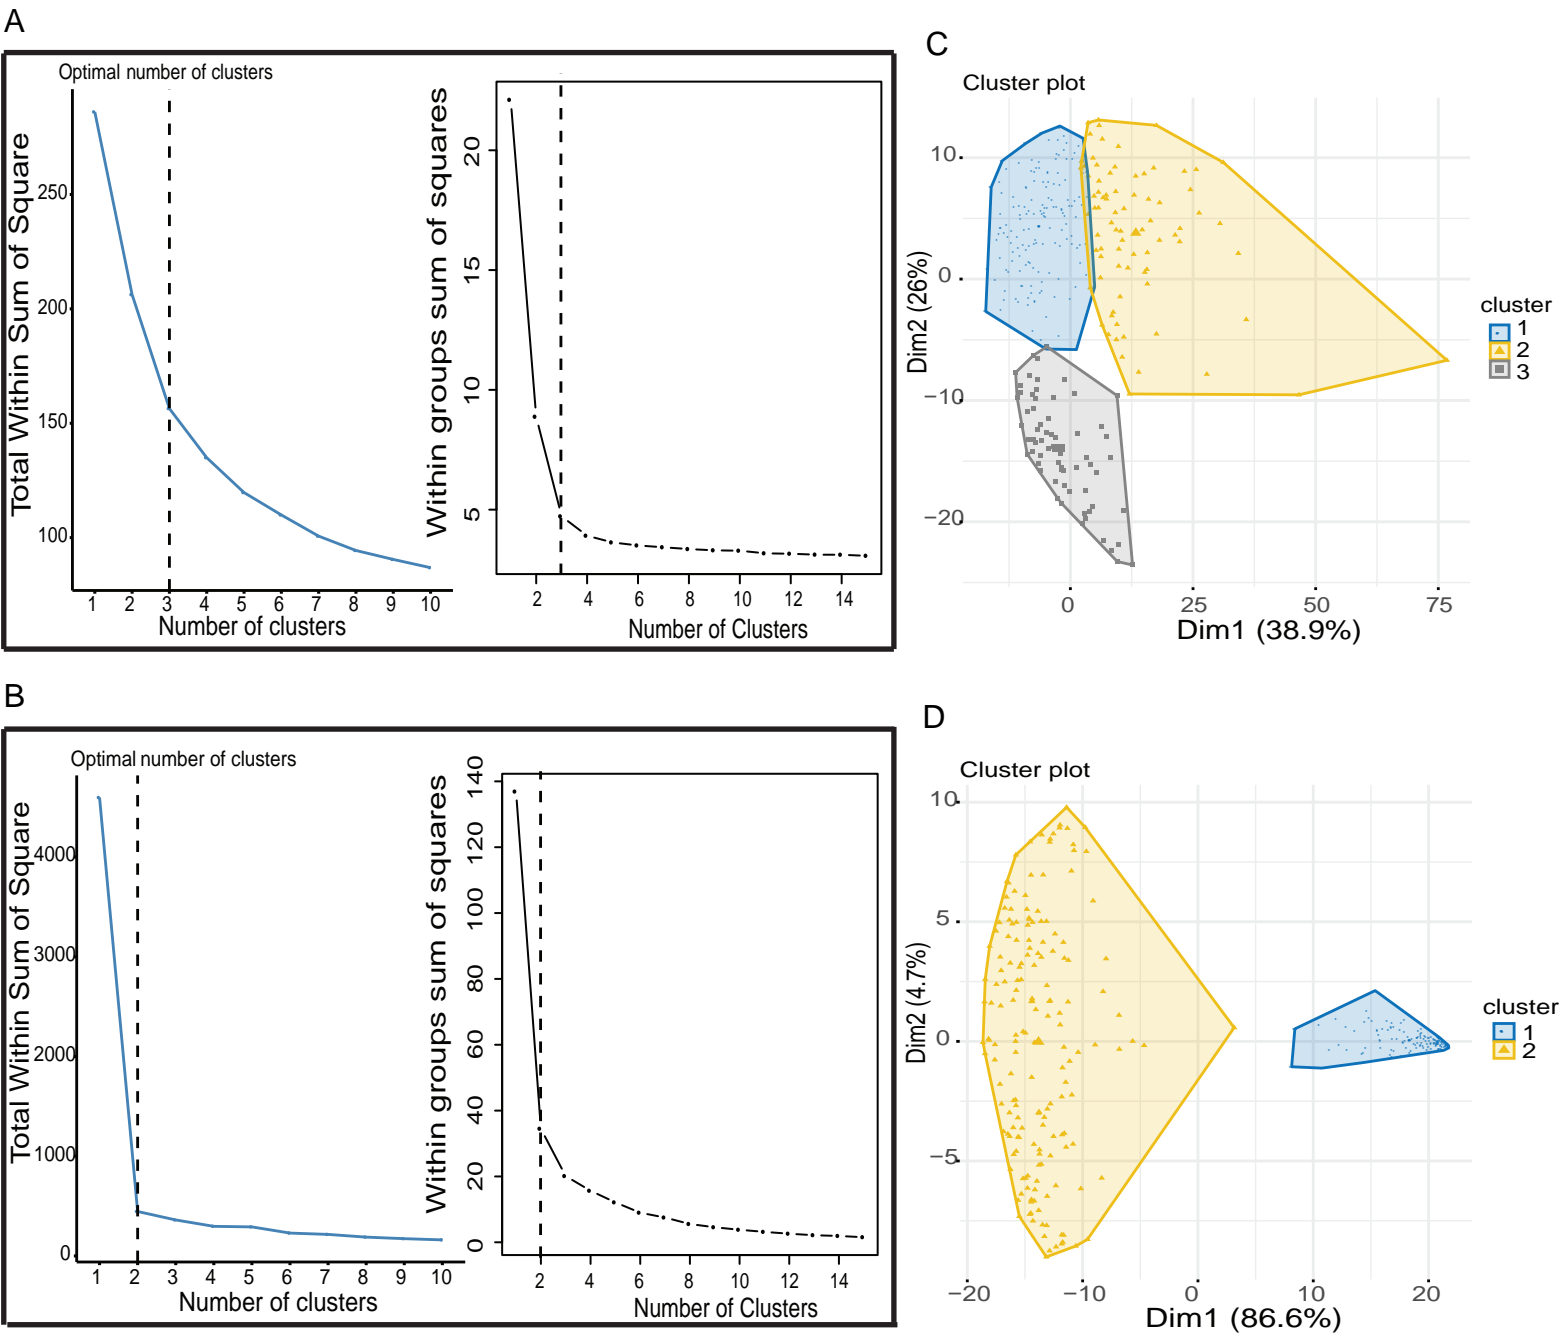 A
Optimal number of clusters
Total Within Sum of Square
250
200
150
100
1 2 3 4 5 6 7 8 9 10
Number of clusters
Within groups sum of squares
20
15
10
5
2 4 6 8 10 12 14
Number of Clusters
C
Cluster plot
Dim2 (26%)
10
0
−10
−20
0 25 50 75
Dim1 (38.9%)
cluster
1
2
3
B
Optimal number of clusters
Total Within Sum of Square
4000
3000
2000
1000
0
1 2 3 4 5 6 7 8 9 10
Number of clusters
Within groups sum of squares
140
120
100
80
60
40
20
0
2 4 6 8 10 12 14
Number of Clusters
D
Cluster plot
Dim2 (4.7%)
10
5
0
−5
−20 −10 0 10 20
Dim1 (86.6%)
cluster
1
2